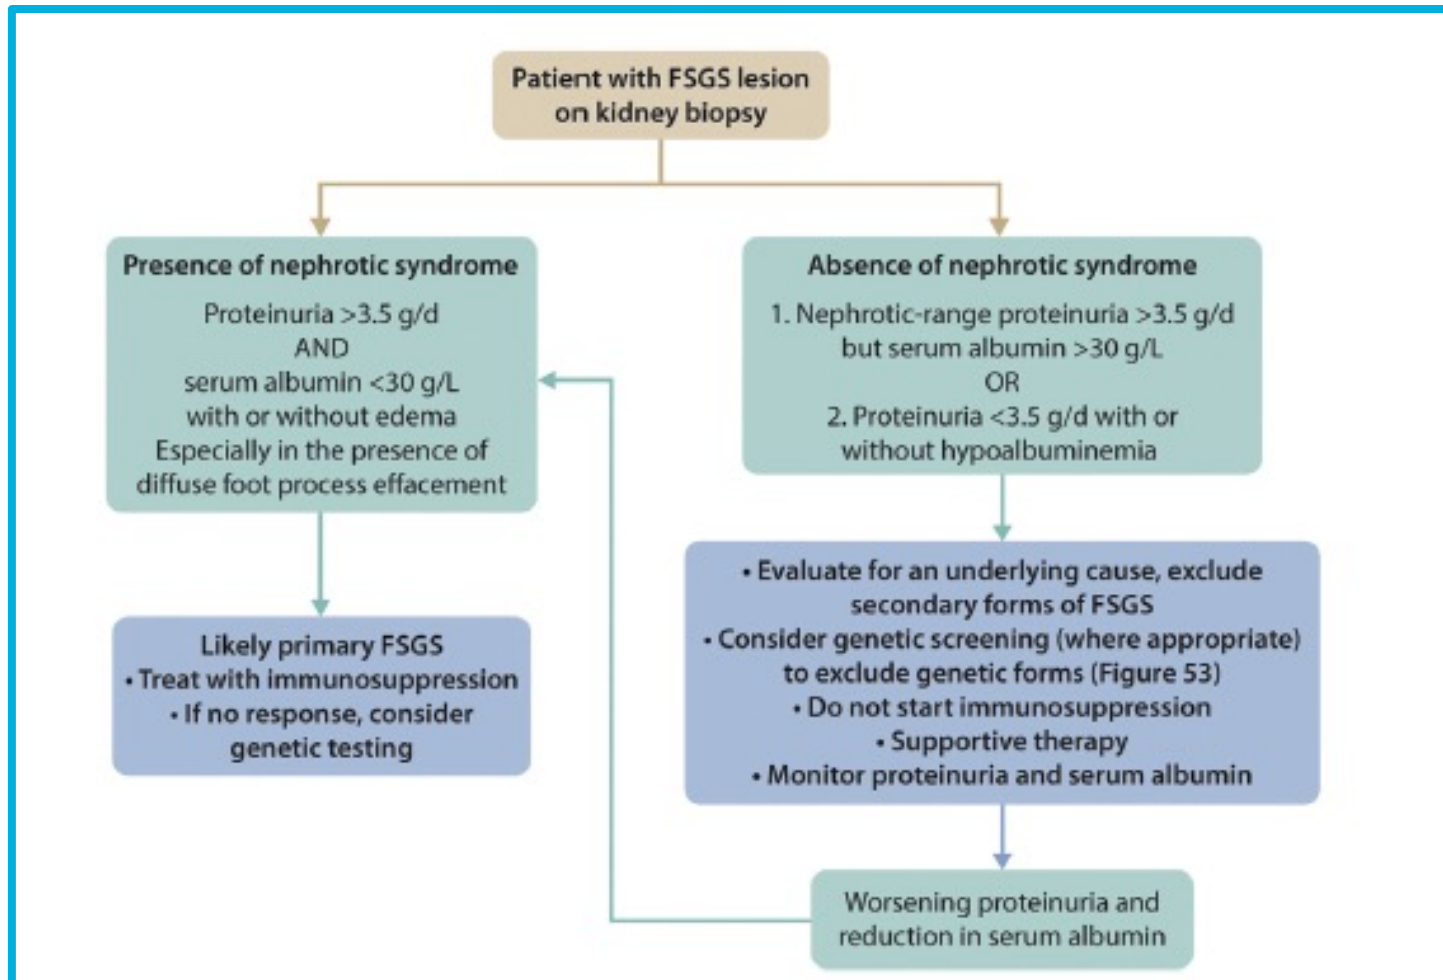 Patient with FSGS lesion
on kidney biopsy
Presence of nephrotic syndrome
Proteinuria >3.5 g/d
AND
serum albumin <30 g/L
with or without edema
Especially in the presence of
diffuse foot process effacement
Absence of nephrotic syndrome
1. Nephrotic-range proteinuria >3.5 g/d
but serum albumin >30 g/L
OR
2. Proteinuria <3.5 g/d with or
without hypoalbuminemia
Likely primary FSGS
• Treat with immunosuppression
• If no response, consider
genetic testing
• Evaluate for an underlying cause, exclude
secondary forms of FSGS
• Consider genetic screening (where appropriate)
to exclude genetic forms (Figure 53)
• Do not start immunosuppression
• Supportive therapy
• Monitor proteinuria and serum albumin
Worsening proteinuria and
reduction in serum albumin